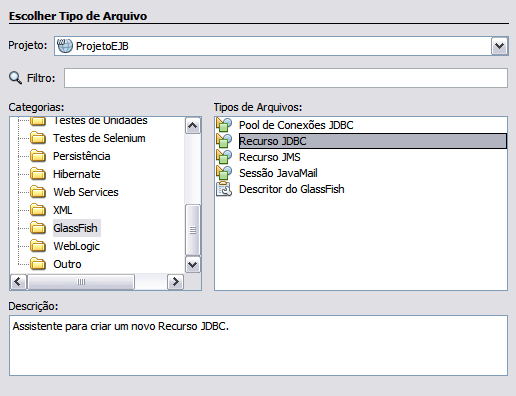 Escolher Tipo de Arquivo
Projeto: ProjetoEJB
Filtro:
Categorias:
Testes de Unidades
Testes de Selenium
Persistência
Hibernate
Web Services
XML
GlassFish
WebLogic
Outro
Tipos de Arquivos:
Pool de Conexões JDBC
Recurso JDBC
Recurso JMS
Sessão JavaMail
Descritor do GlassFish
Descrição:
Assistente para criar um novo Recurso JDBC.